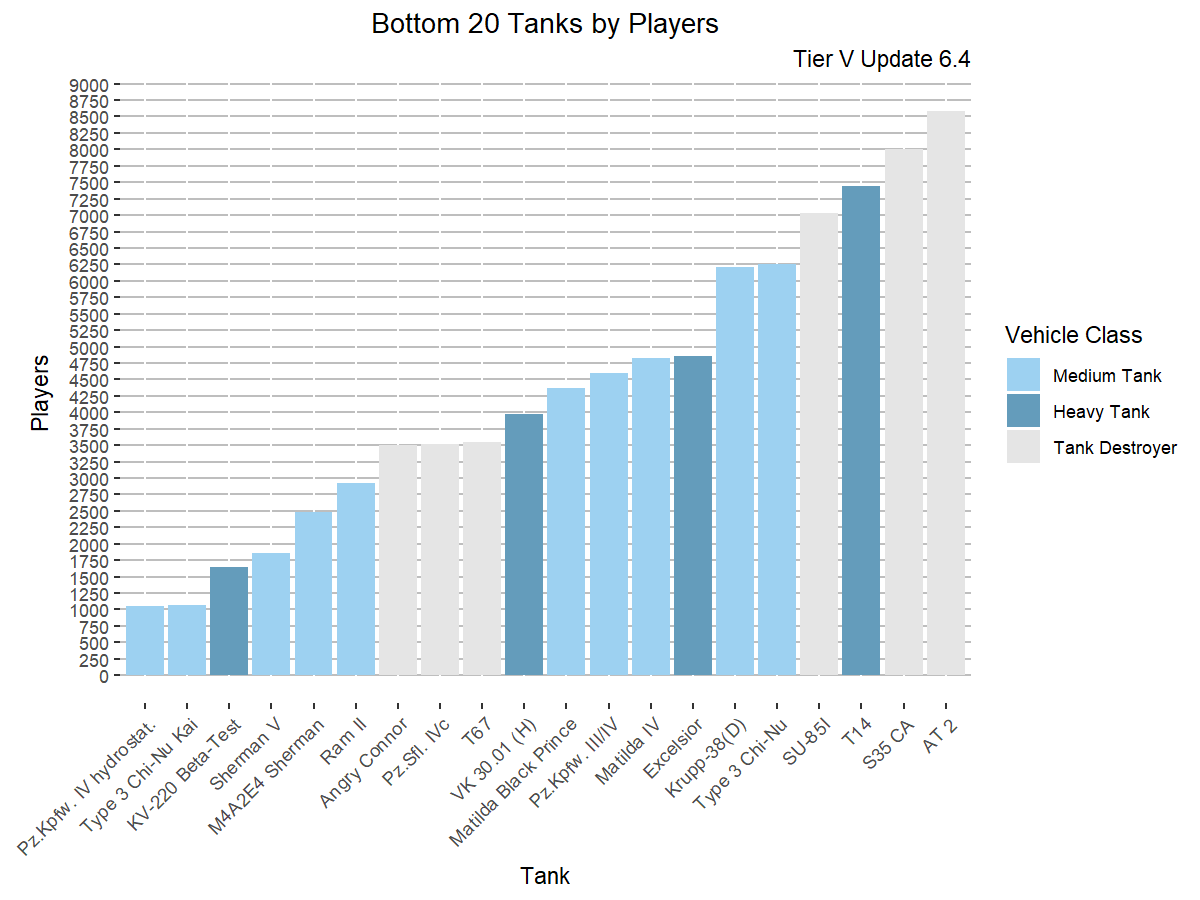 Bottom 20 Tanks by Players
Tier V Update 6.4
9000
8750
8500
8250
8000
7750
7500
7250
7000
6750
6500
6250
6000
5750
5500
5250
5000
4750
4500
4250
4000
3750
3500
3250
3000
2750
2500
2250
2000
1750
1500
1250
1000
750
500
250
0
Players
Pz.Kpfw. IV hydrostat.
Type 3 Chi-Nu Kai
KV-220 Beta-Test
Sherman V
M4A2E4 Sherman
Ram II
Angry Connor
Pz.Sfl. IVc
T67
VK 30.01 (H)
Matilda Black Prince
Pz.Kpfw. III/IV
Matilda IV
Excelsior
Krupp-38(D)
Type 3 Chi-Nu
SU-85I
T14
S35 CA
AT 2
Tank
Vehicle Class
Medium Tank
Heavy Tank
Tank Destroyer